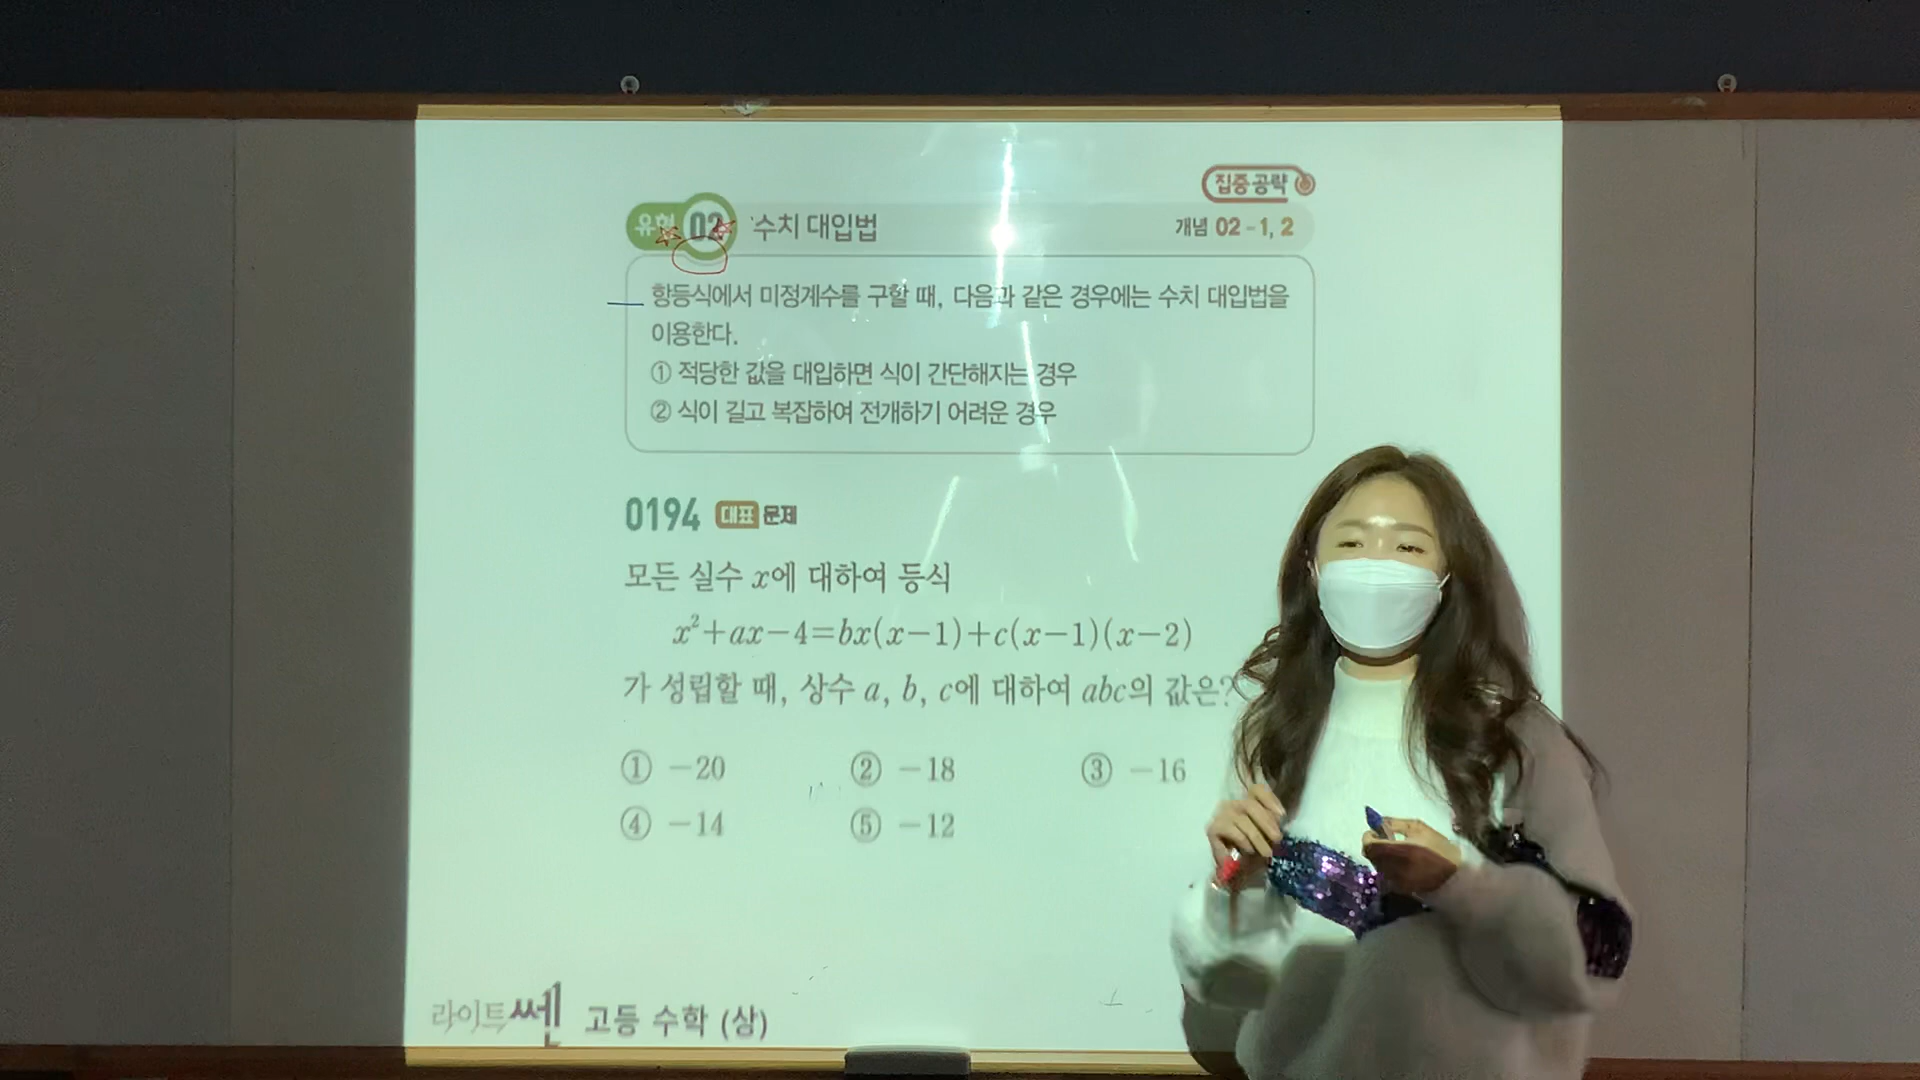 집중공략
유형 02 수치 대입법 개념 02 - 1, 2
항등식에서 미정계수를 구할 때, 다음과 같은 경우에는 수치 대입법을
이용한다.
① 적당한 값을 대입하면 식이 간단해지는 경우
② 식이 길고 복잡하여 전개하기 어려운 경우
0194 대표문제
모든 실수 x에 대하여 등식
x²+ax-4=bx(x-1)+c(x-1)(x-2)
가 성립할 때, 상수 a, b, c에 대하여 abc의 값은?
① -20 ② -18 ③ -16
④ -14 ⑤ -12
라이트쎈 고등 수학 (상)